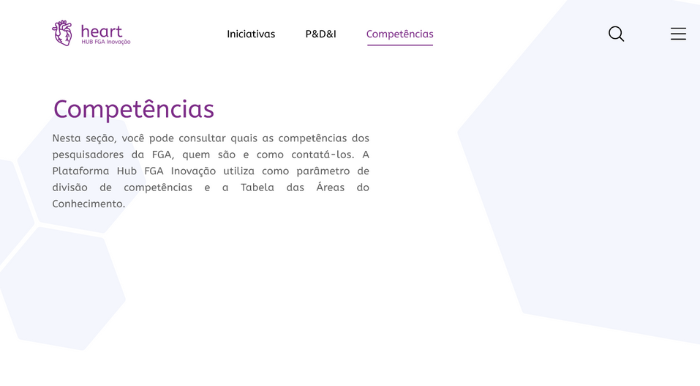 heart
HUB FGA Inovação
Iniciativas
P&D&I
Competências
Competências
Nesta seção, você pode consultar quais as competências dos
pesquisadores da FGA, quem são e como contatá-los. A
Plataforma Hub FGA Inovação utiliza como parâmetro de
divisão de competências e a Tabela das Áreas do
Conhecimento.